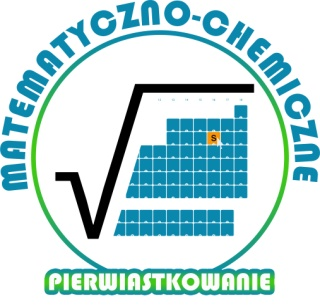 MATEMATYCZNO-CHEMICZNE
S
PIERWIASTKOWANIE